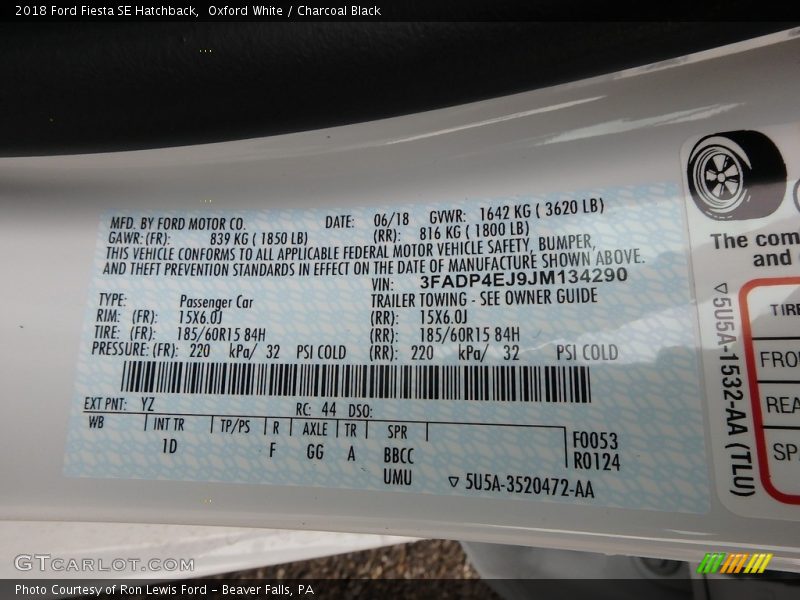 2018 Ford Fiesta SE Hatchback,  Oxford White / Charcoal Black
MFD. BY FORD MOTOR CO. DATE: 06/18 GVWR: 1642 KG ( 3620 LB)
GAWR: (FR): 839 KG ( 1850 LB) (RR): 816 KG ( 1800 LB)
THIS VEHICLE CONFORMS TO ALL APPLICABLE FEDERAL MOTOR VEHICLE SAFETY, BUMPER,
AND THEFT PREVENTION STANDARDS IN EFFECT ON THE DATE OF MANUFACTURE SHOWN ABOVE.
VIN: 3FADP4EJ9JM134290
TYPE: Passenger Car TRAILER TOWING - SEE OWNER GUIDE
RIM: (FR): 15X6.0J (RR): 15X6.0J
TIRE: (FR): 185/60R15 84H (RR): 185/60R15 84H
PRESSURE: (FR): 220 kPa/ 32 PSI COLD (RR): 220 kPa/ 32 PSI COLD
EXT PNT: YZ RC: 44 DSO:
WB INT TR TP/PS R AXLE TR SPR F0053
1D F GG A BBCC R0124
UMU ▽ 5U5A-3520472-AA
The com
and
▽5U5A-1532-AA (TLU)
TIRE
FRO
REA
SP
GTCARLOT.COM
Photo Courtesy of Ron Lewis Ford - Beaver Falls, PA